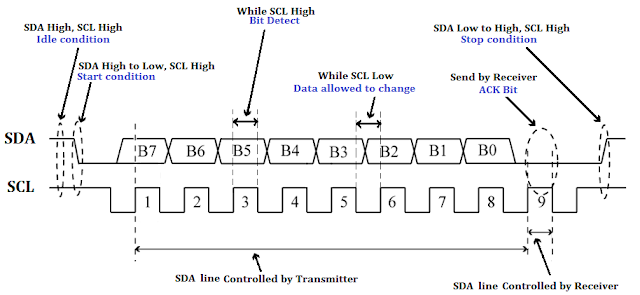 SDA High, SCL High
Idle condition
SDA High to Low, SCL High
Start condition
While SCL High
Bit Detect
While SCL Low
Data allowed to change
SDA Low to High, SCL High
Stop condition
Send by Receiver
ACK Bit
SDA
B7 B6 B5 B4 B3 B2 B1 B0
SCL
1 2 3 4 5 6 7 8 9
SDA line Controlled by Transmitter
SDA line Controlled by Receiver